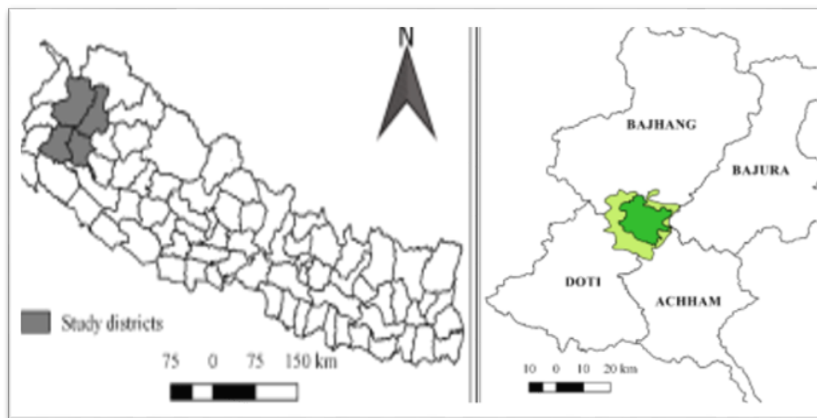 N
Study districts
75 0 75 150 km
BAJHANG
BAJURA
DOTI
ACHHAM
10 0 10 20 km